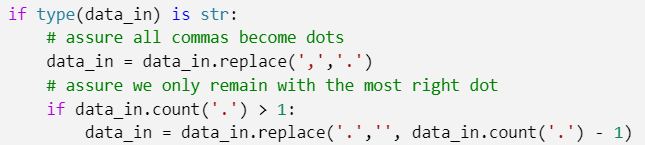 if type(data_in) is str:
    # assure all commas become dots
    data_in = data_in.replace(',','.')
    # assure we only remain with the most right dot
    if data_in.count('.') > 1:
        data_in = data_in.replace('.','', data_in.count('.') - 1)